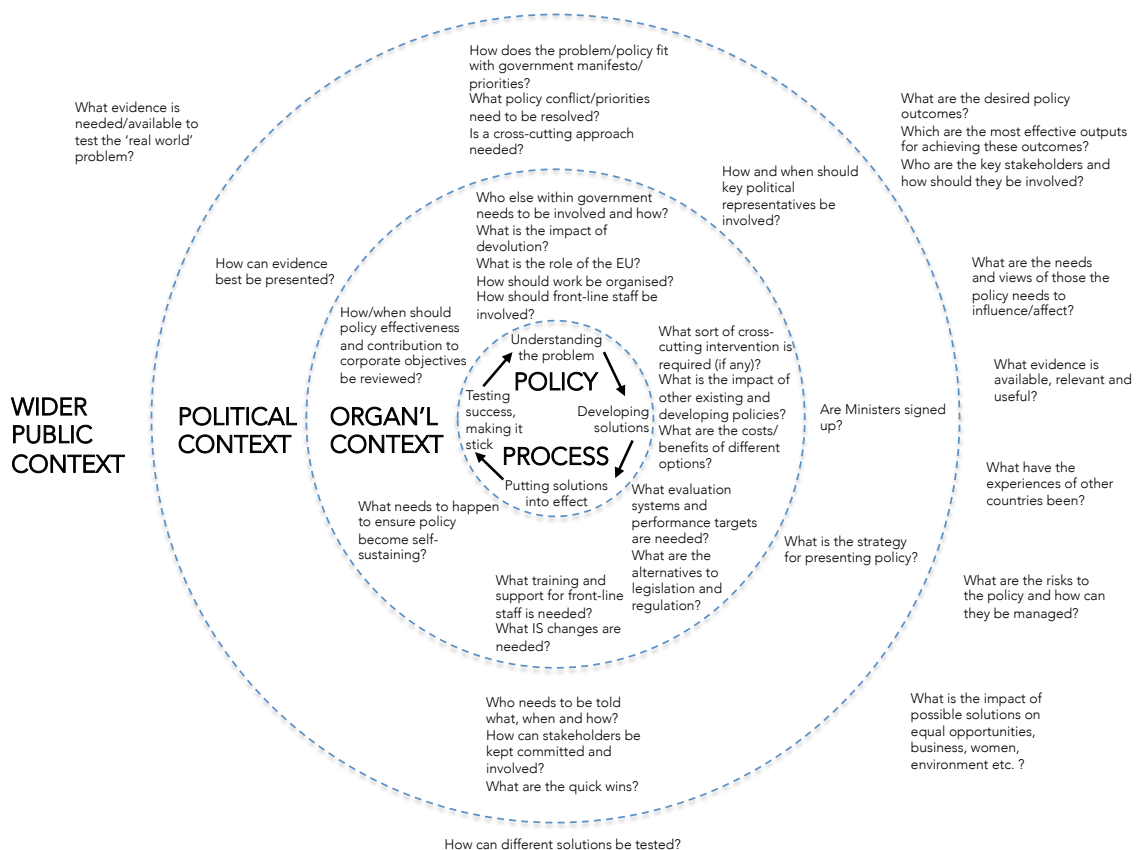 How does the problem/policy fit
with government manifesto/
priorities?
What policy conflict/priorities
need to be resolved?
Is a cross-cutting approach
needed?
What evidence is
needed/available to
test the ‘real world’
problem?
What are the desired policy
outcomes?
Which are the most effective outputs
for achieving these outcomes?
Who are the key stakeholders and
how should they be involved?
How and when should
key political
representatives be
involved?
Who else within government
needs to be involved and how?
What is the impact of
devolution?
What is the role of the EU?
How should work be organised?
How should front-line staff be
involved?
How can evidence
best be presented?
What are the needs
and views of those the
policy needs to
influence/affect?
How/when should
policy effectiveness
and contribution to
corporate objectives
be reviewed?
Understanding
the problem
What sort of cross-
cutting intervention is
required (if any)?
What is the impact of
other existing and
developing policies?
What are the costs/
benefits of different
options?
What evidence is
available, relevant and
useful?
WIDER
PUBLIC
CONTEXT
POLITICAL
CONTEXT
ORGAN’L
CONTEXT
Testing
success,
making it
stick
POLICY
PROCESS
Developing
solutions
Putting solutions
into effect
Are Ministers signed
up?
What have the
experiences of other
countries been?
What needs to happen
to ensure policy
become self-
sustaining?
What evaluation
systems and
performance targets
are needed?
What are the
alternatives to
legislation and
regulation?
What is the strategy
for presenting policy?
What training and
support for front-line
staff is needed?
What IS changes are
needed?
What are the risks to
the policy and how can
they be managed?
Who needs to be told
what, when and how?
How can stakeholders be
kept committed and
involved?
What are the quick wins?
What is the impact of
possible solutions on
equal opportunities,
business, women,
environment etc. ?
How can different solutions be tested?